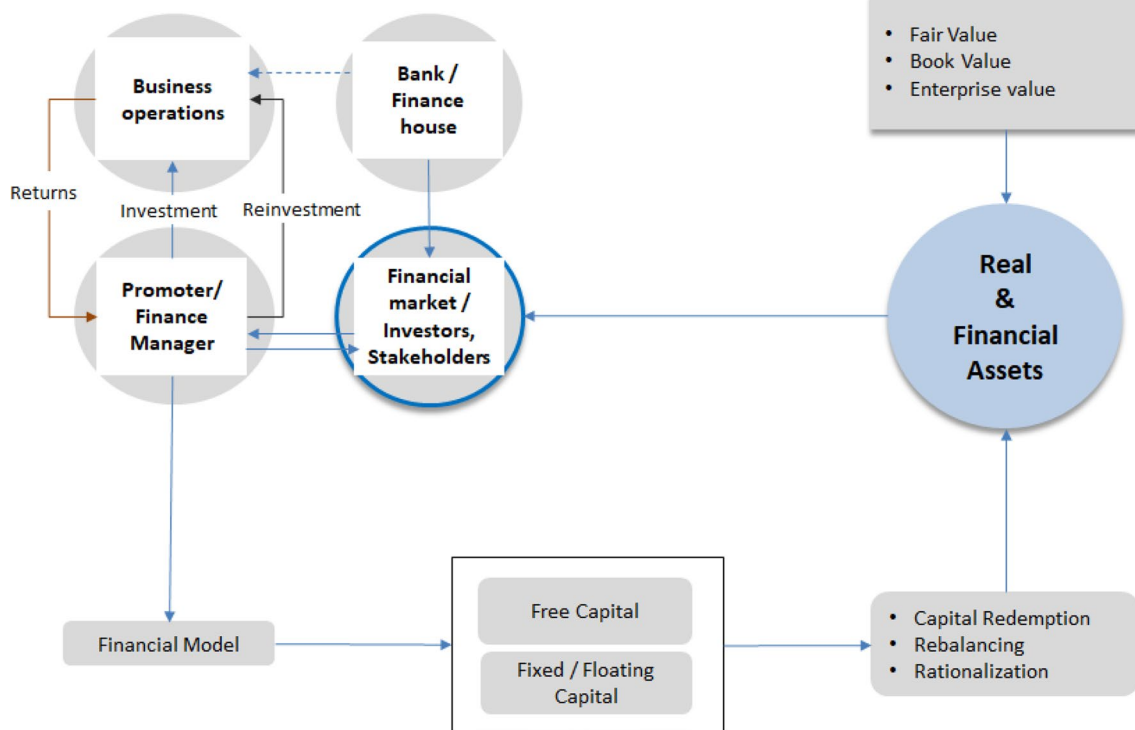 Business
operations
Bank /
Finance
house
• Fair Value
• Book Value
• Enterprise value
Returns
Investment
Reinvestment
Promoter/
Finance
Manager
Financial
market /
Investors,
Stakeholders
Real
&
Financial
Assets
Financial Model
Free Capital
Fixed / Floating
Capital
• Capital Redemption
• Rebalancing
• Rationalization